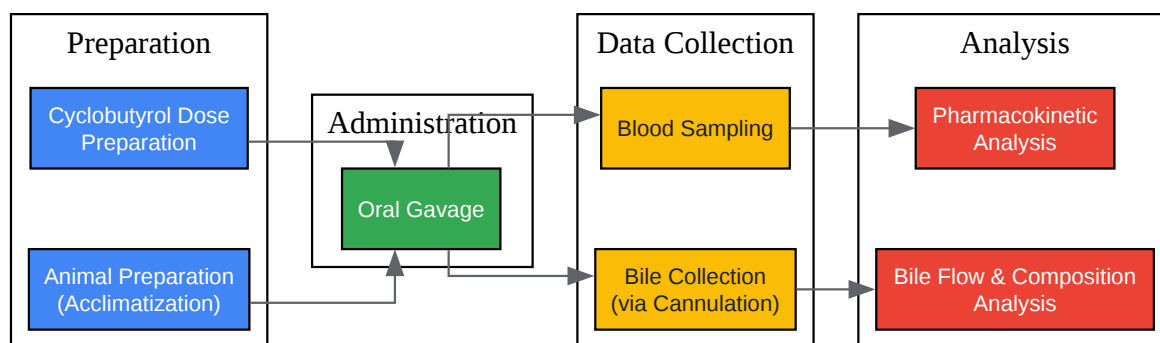 Preparation
Cyclobutyrol Dose
Preparation
Animal Preparation
(Acclimatization)
Administration
Oral Gavage
Data Collection
Blood Sampling
Bile Collection
(via Cannulation)
Analysis
Pharmacokinetic
Analysis
Bile Flow & Composition
Analysis